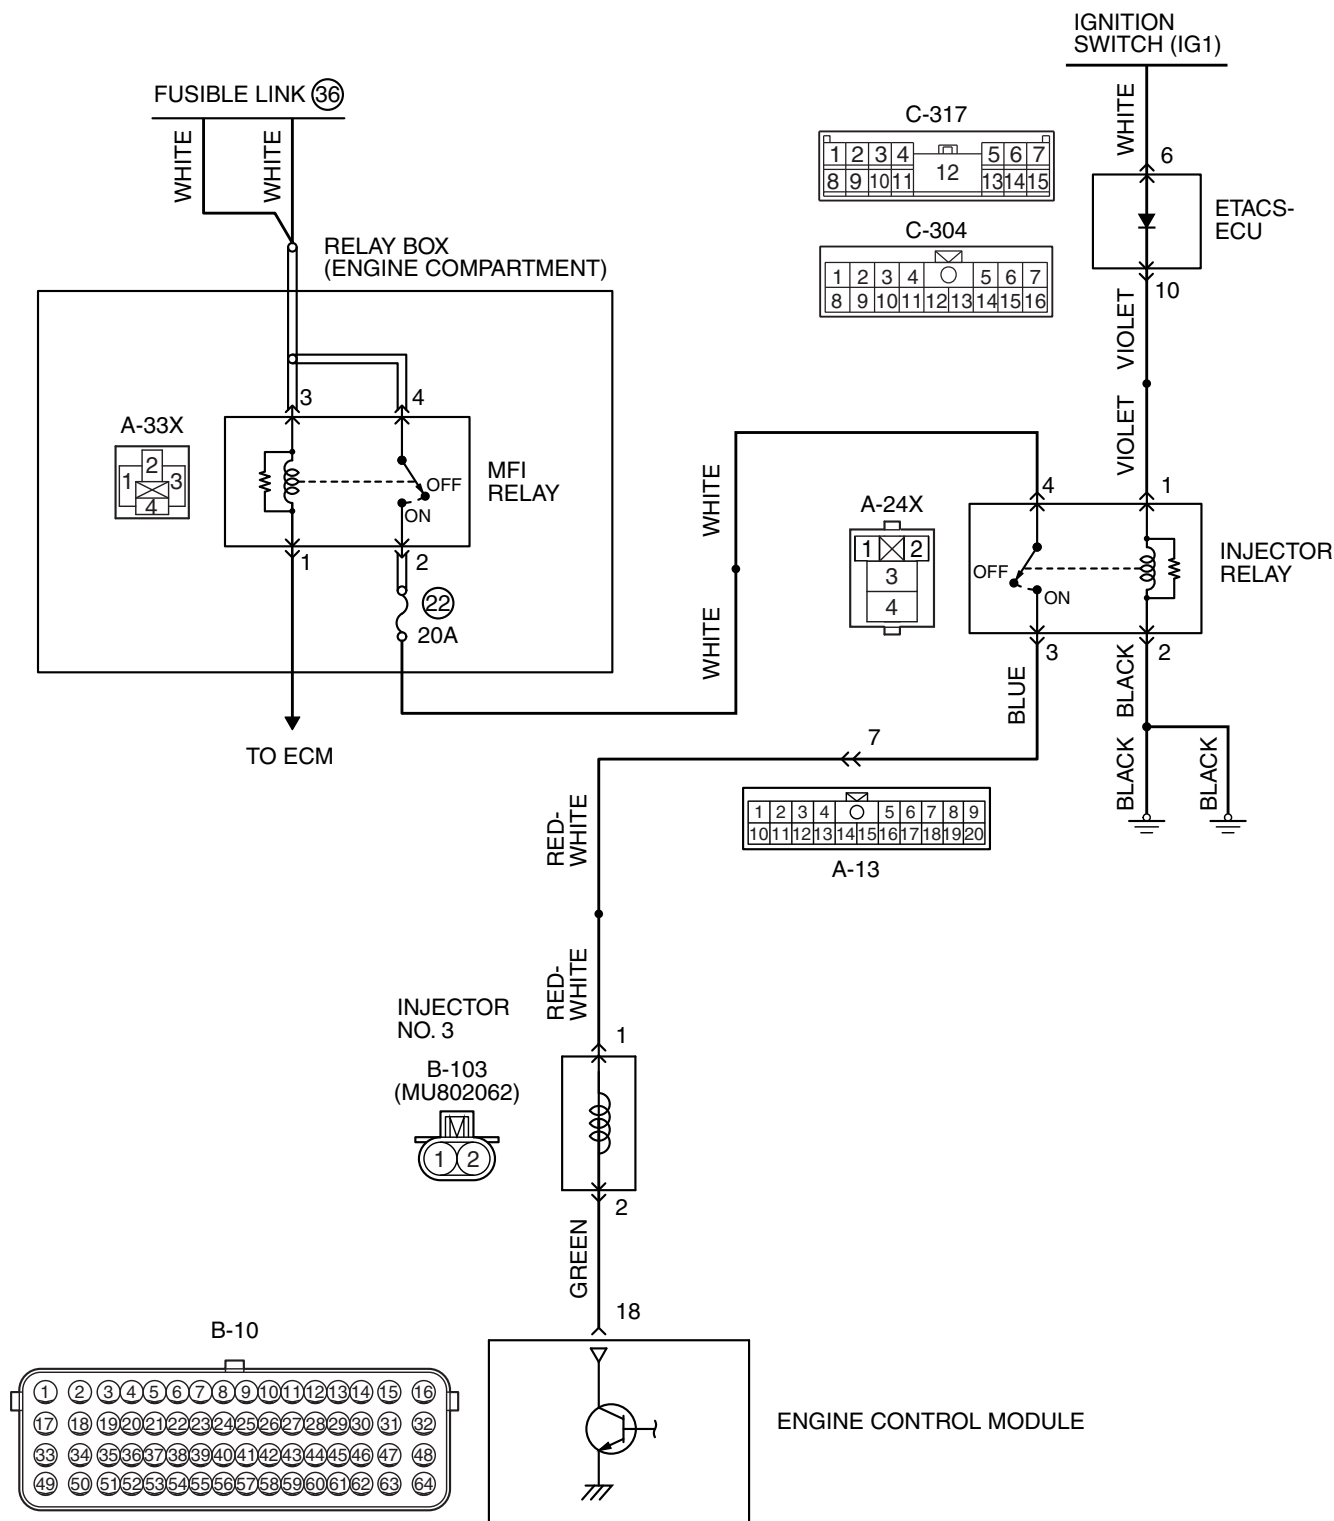 IGNITION
SWITCH (IG1)
FUSIBLE LINK 36
WHITE
WHITE
WHITE
C-317
1 2 3 4 5 6 7
12
8 9 10 11 13 14 15
6
ETACS-
ECU
C-304
1 2 3 4 5 6 7
8 9 10 11 12 13 14 15 16
10
VIOLET
VIOLET
RELAY BOX
(ENGINE COMPARTMENT)
3
4
A-33X
2
1 3
4
MFI
RELAY
OFF
ON
1
2
22
20A
TO ECM
WHITE
WHITE
A-24X
1 2
3
4
4
1
OFF
ON
INJECTOR
RELAY
3
2
BLUE
BLACK
BLACK
BLACK
7
1 2 3 4 5 6 7 8 9
10 11 12 13 14 15 16 17 18 19 20
A-13
RED-
WHITE
RED-
WHITE
INJECTOR
NO. 3
1
B-103
(MU802062)
1 2
2
GREEN
18
B-10
1 2 3 4 5 6 7 8 9 10 11 12 13 14 15 16
17 18 19 20 21 22 23 24 25 26 27 28 29 30 31 32
33 34 35 36 37 38 39 40 41 42 43 44 45 46 47 48
49 50 51 52 53 54 55 56 57 58 59 60 61 62 63 64
ENGINE CONTROL MODULE